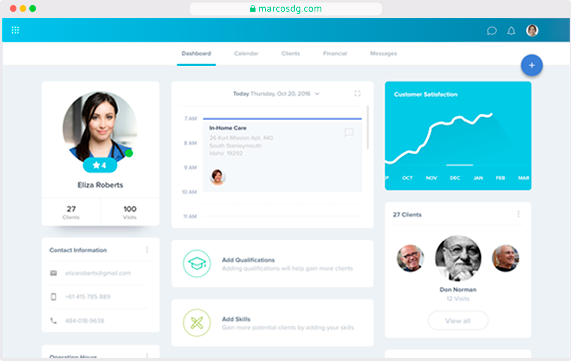 marcosdg.com
Dashboard
Calendar
Clients
Financial
Messages
4
Eliza Roberts
27
Clients
100
Visits
Contact Information
elizaroberts@gmail.com
+61 415 785 889
484-018-9638
Operation Hours
Today Thursday, Oct 20, 2016
7 AM
8 AM
9 AM
10 AM
11 AM
In-Home Care
26 Kurt Mission Apt. 140
South Stanleymouth
Idaho 19292
Add Qualifications
Adding qualifications will help gain more clients
Add Skills
Gain more potential clients by adding your skills
Customer Satisfaction
OCT
NOV
DEC
JAN
FEB
MAR
27 Clients
Don Norman
12 Visits
View all